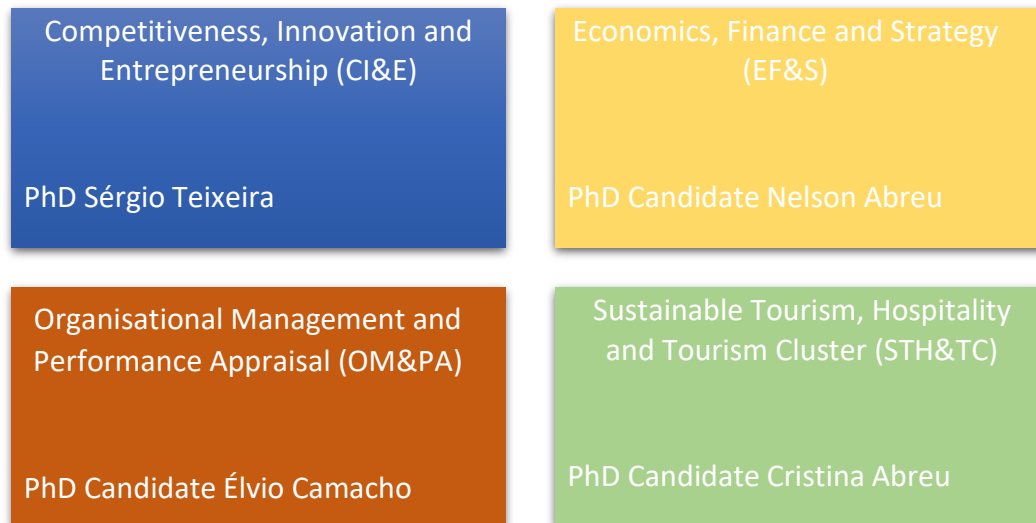 Competitiveness, Innovation and
Entrepreneurship (CI&E)
PhD Sérgio Teixeira
Economics, Finance and Strategy
(EF&S)
PhD Candidate Nelson Abreu
Organisational Management and
Performance Appraisal (OM&PA)
PhD Candidate Élvio Camacho
Sustainable Tourism, Hospitality
and Tourism Cluster (STH&TC)
PhD Candidate Cristina Abreu